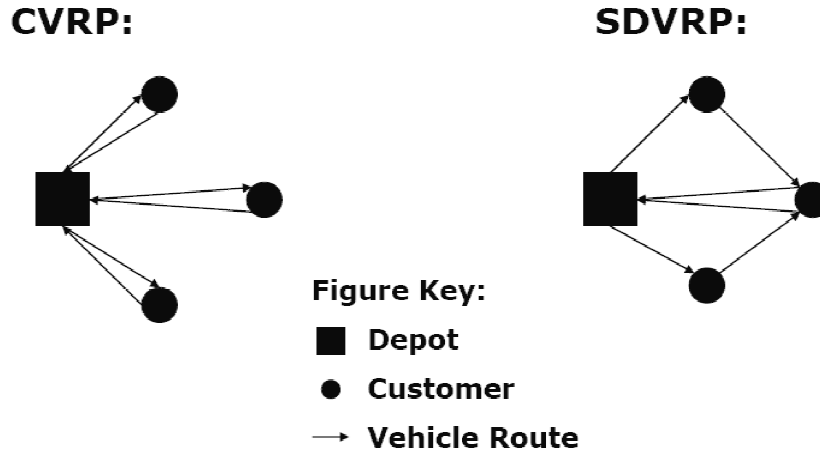 CVRP:
SDVRP:
Figure Key:
Depot
Customer
Vehicle Route